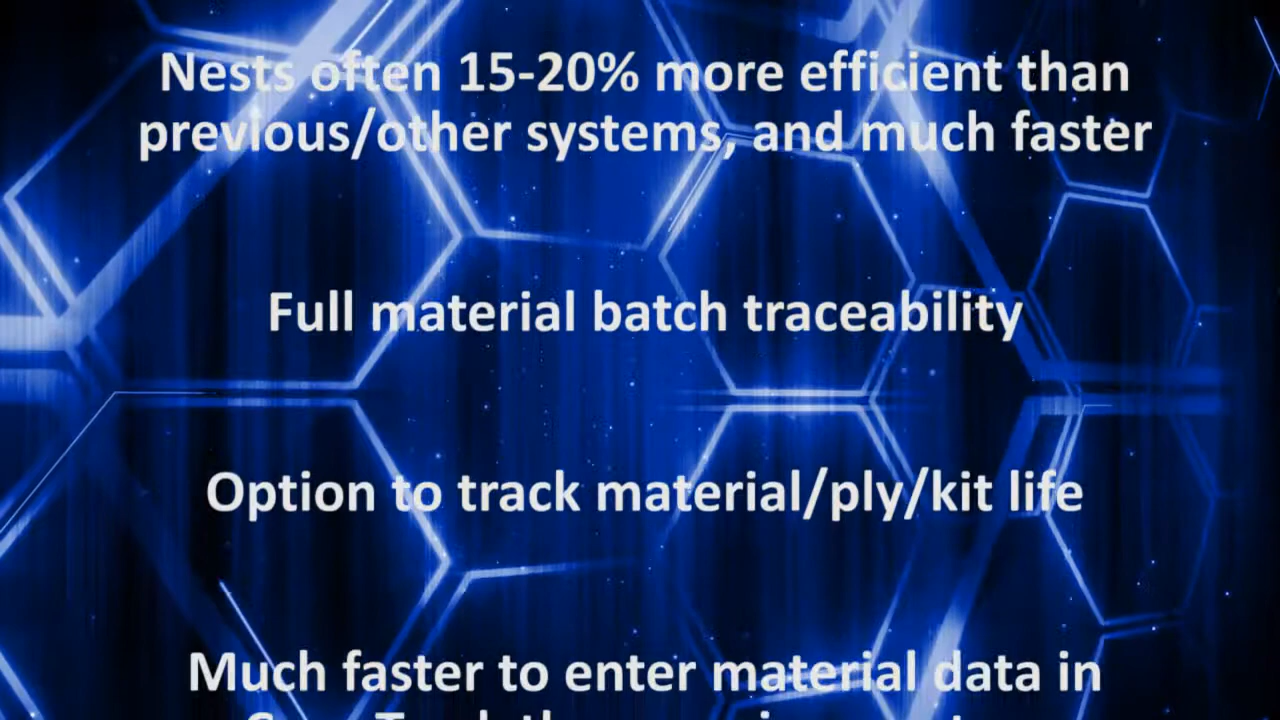 Nests often 15-20% more efficient than
previous/other systems, and much faster
Full material batch traceability
Option to track material/ply/kit life
Much faster to enter material data in